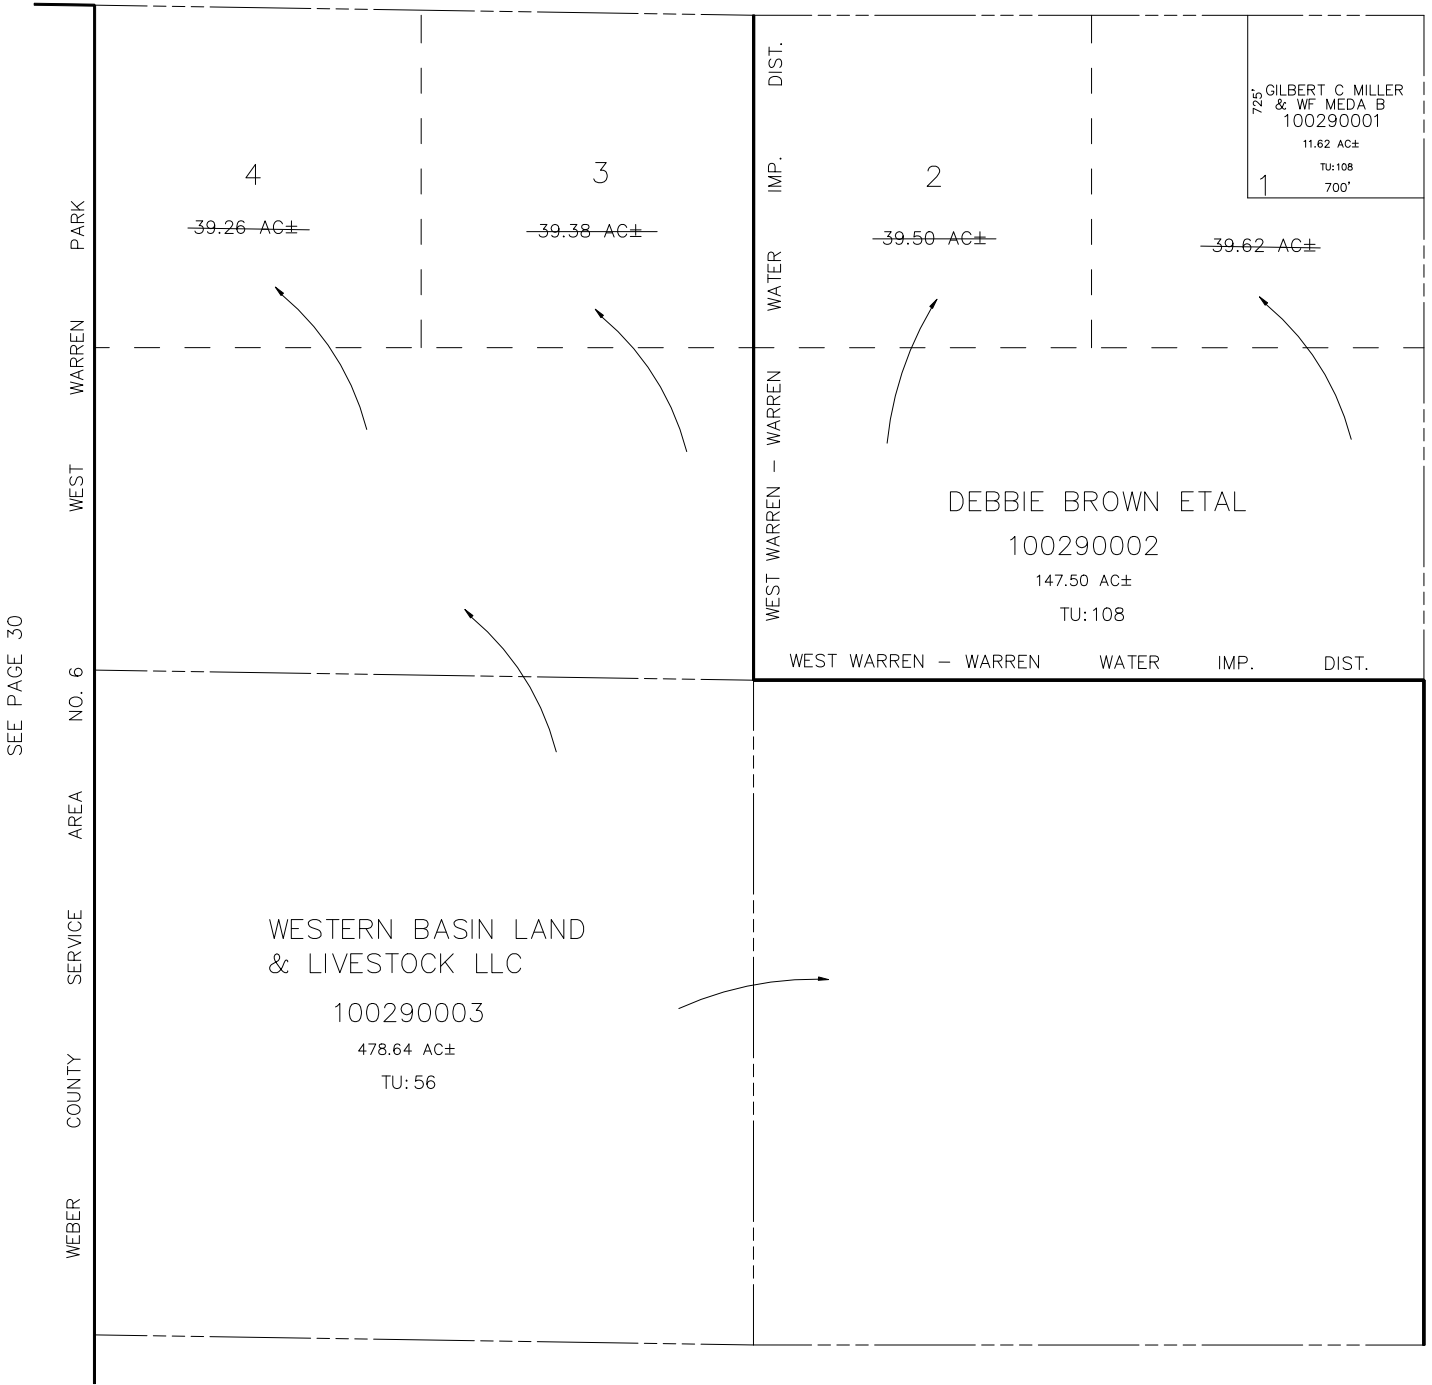 GILBERT C MILLER
& WF MEDA B
100290001
11.62 AC±
TU:108
700'
725'
1
4
3
2
39.26 AC±
39.38 AC±
39.50 AC±
39.62 AC±
DEBBIE BROWN ETAL
100290002
147.50 AC±
TU:108
WEST WARREN – WARREN WATER IMP. DIST.
WEST WARREN – WARREN WATER IMP. DIST.
WESTERN BASIN LAND
& LIVESTOCK LLC
100290003
478.64 AC±
TU:56
WEBER COUNTY SERVICE AREA NO. 6 WEST WARREN PARK
SEE PAGE 30